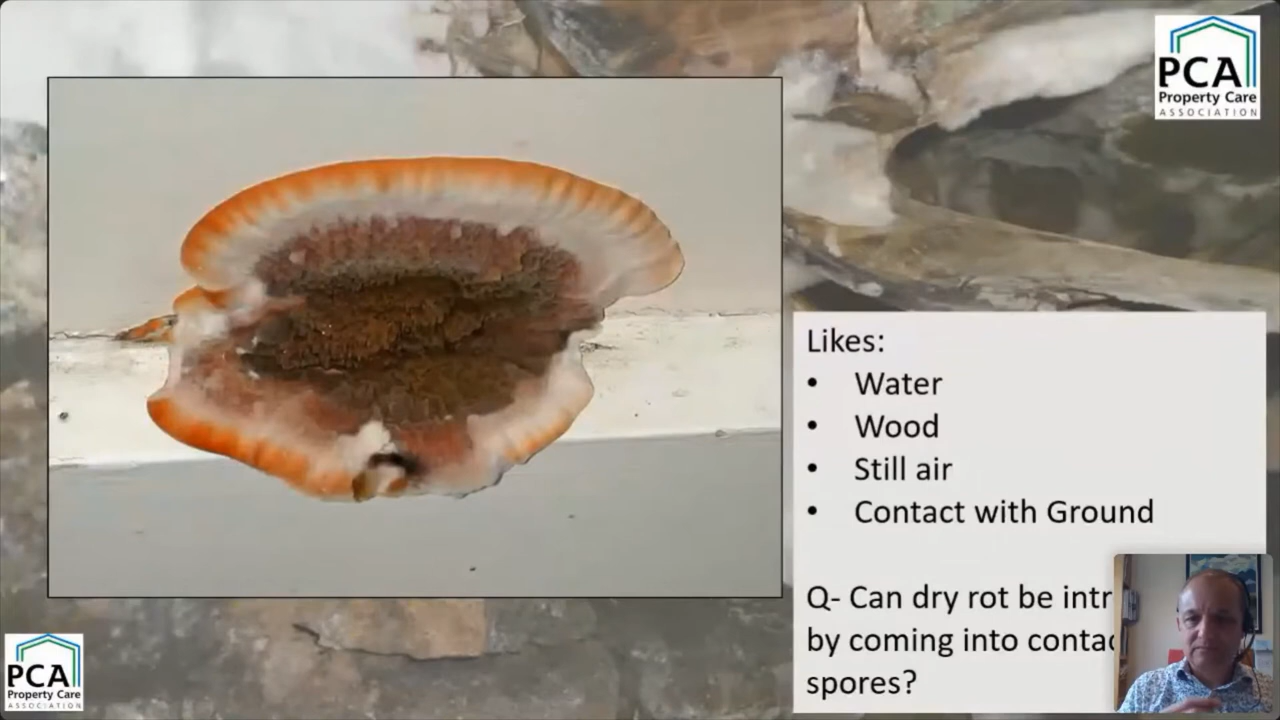 PCA
Property Care
ASSOCIATION
Likes:
• Water
• Wood
• Still air
• Contact with Ground
Q- Can dry rot be intr
by coming into contac
spores?
PCA
Property Care
ASSOCIATION